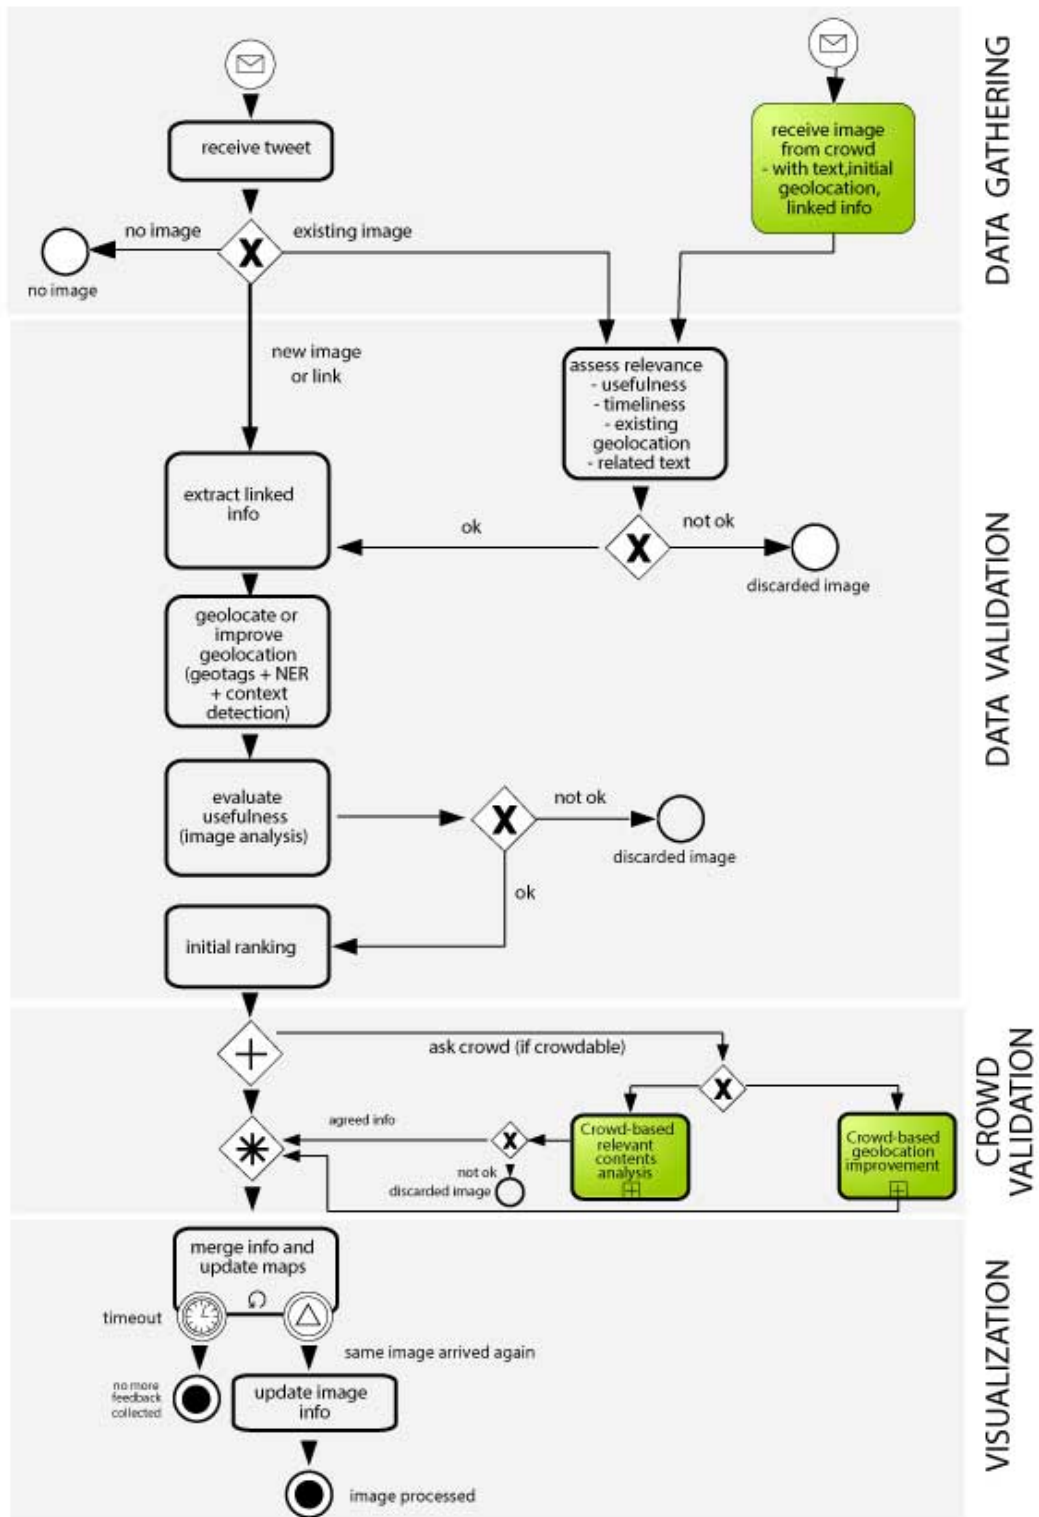 DATA GATHERING
receive tweet
receive image
from crowd
- with text,initial
geolocation,
linked info
no image
X
existing image
no image
DATA VALIDATION
new image
or link
assess relevance
- usefulness
- timeliness
- existing
geolocation
- related text
extract linked
info
ok
X
not ok
discarded image
geolocate or
improve
geolocation
(geotags + NER
+ context
detection)
evaluate
usefulness
(image analysis)
X
not ok
discarded image
ok
initial ranking
CROWD
VALIDATION
+
ask crowd (if crowdable)
X
agreed info
X
not ok
discarded image
Crowd-based
relevant
contents
analysis
+
Crowd-based
geolocation
improvement
+
VISUALIZATION
merge info and
update maps
timeout
same image arrived again
no more
feedback
collected
update image
info
image processed